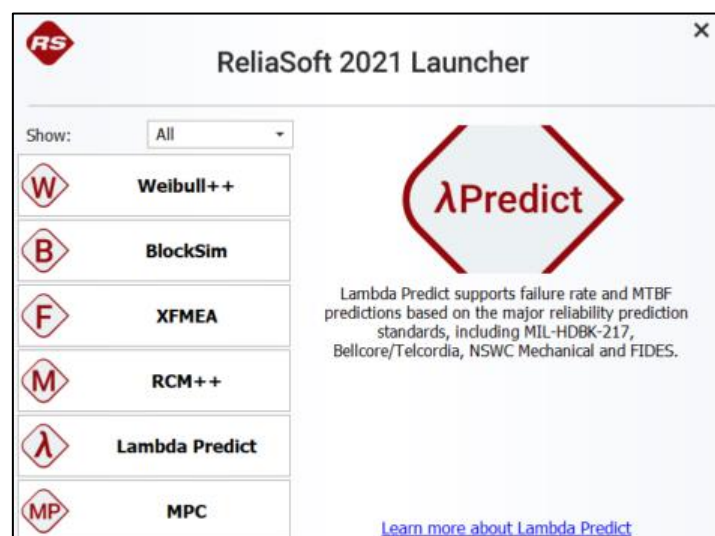 RS
ReliaSoft 2021 Launcher
×
Show:
All
W
Weibull++
B
BlockSim
F
XFMEA
M
RCM++
λ
Lambda Predict
MP
MPC
λPredict
Lambda Predict supports failure rate and MTBF
predictions based on the major reliability prediction
standards, including MIL-HDBK-217,
Bellcore/Telcordia, NSWC Mechanical and FIDES.
Learn more about Lambda Predict